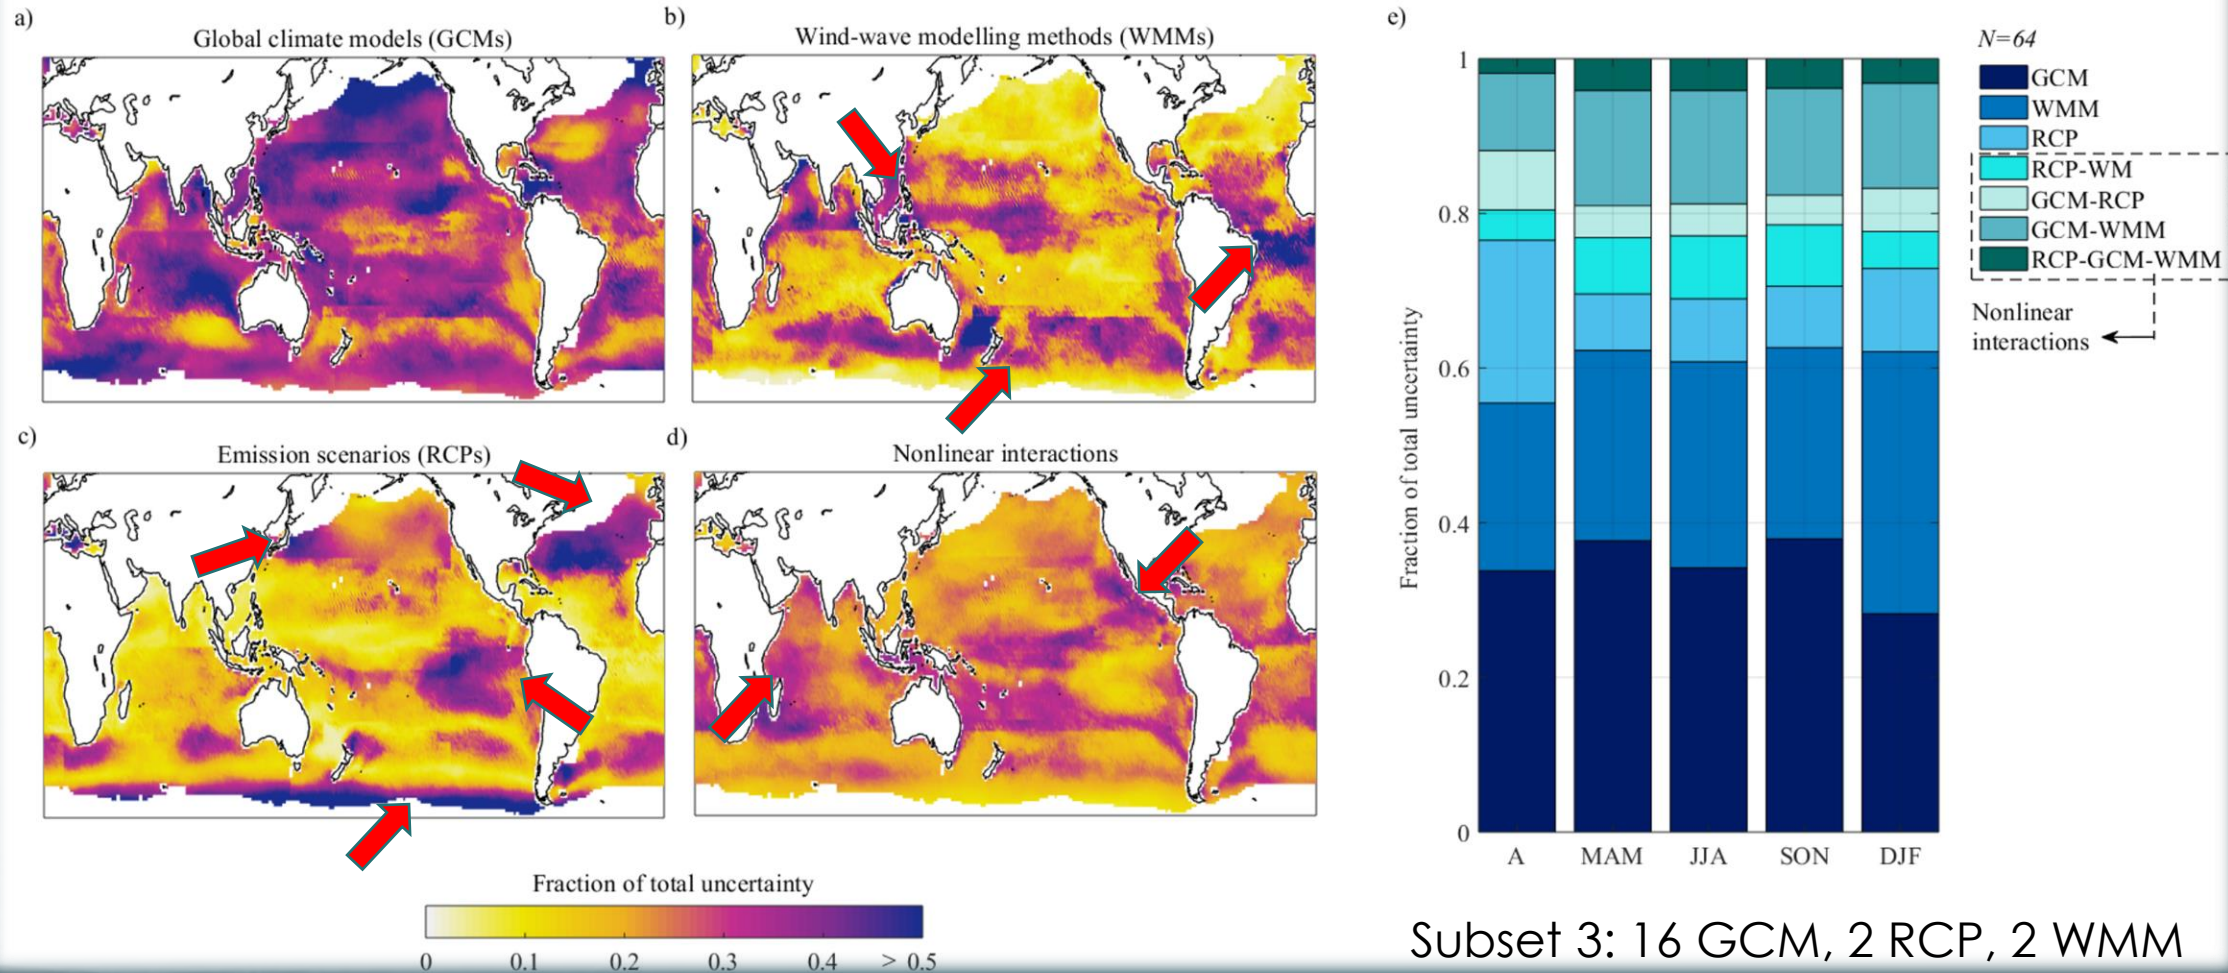 a)
Global climate models (GCMs)
b)
Wind-wave modelling methods (WMMs)
c)
Emission scenarios (RCPs)
d)
Nonlinear interactions
Fraction of total uncertainty
0 0.1 0.2 0.3 0.4 > 0.5
e)
Fraction of total uncertainty
1
0.8
0.6
0.4
0.2
0
A MAM JJA SON DJF
N=64
GCM
WMM
RCP
RCP-WM
GCM-RCP
GCM-WMM
RCP-GCM-WMM
Nonlinear
interactions
Subset 3: 16 GCM, 2 RCP, 2 WMM